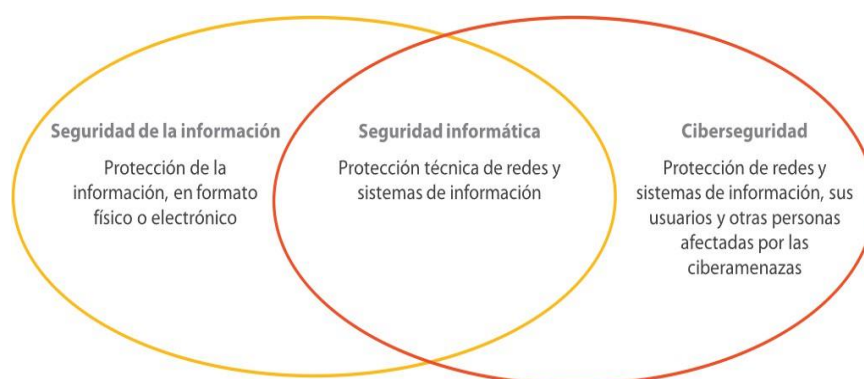 Seguridad de la información
Protección de la
información, en formato
físico o electrónico
Seguridad informática
Protección técnica de redes y
sistemas de información
Ciberseguridad
Protección de redes y
sistemas de información, sus
usuarios y otras personas
afectadas por las
ciberamenazas